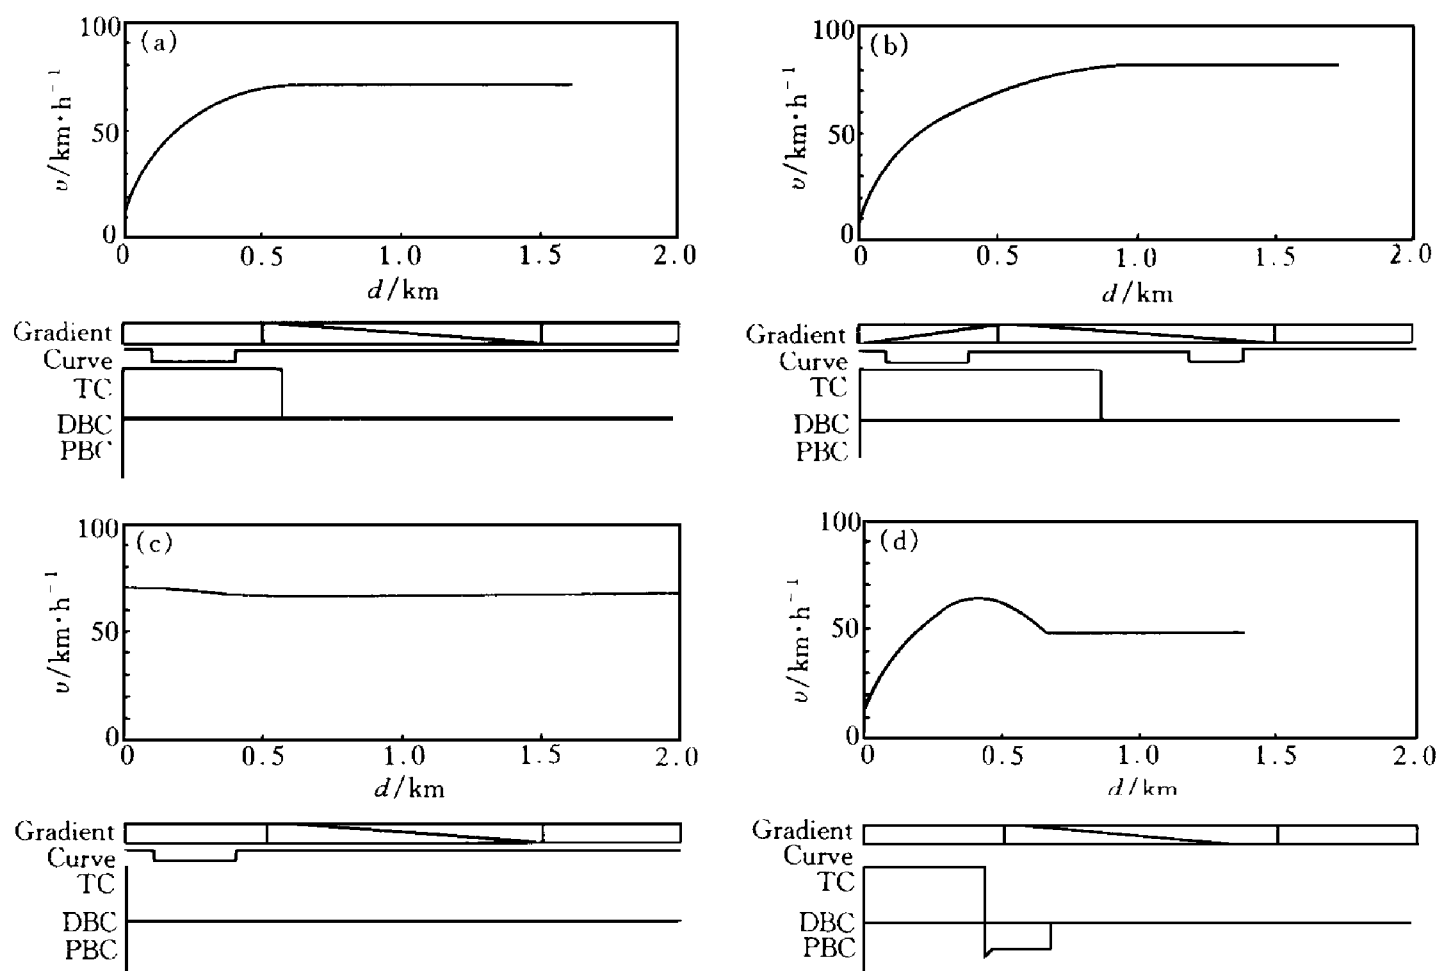 (a)
100
50
0
υ/km·h⁻¹
0 0.5 1.0 1.5 2.0
d/km
Gradient
Curve
TC
DBC
PBC
(b)
100
50
0
υ/km·h⁻¹
0 0.5 1.0 1.5 2.0
d/km
Gradient
Curve
TC
DBC
PBC
(c)
100
50
0
υ/km·h⁻¹
0 0.5 1.0 1.5 2.0
d/km
Gradient
Curve
TC
DBC
PBC
(d)
100
50
0
υ/km·h⁻¹
0 0.5 1.0 1.5 2.0
d/km
Gradient
Curve
TC
DBC
PBC